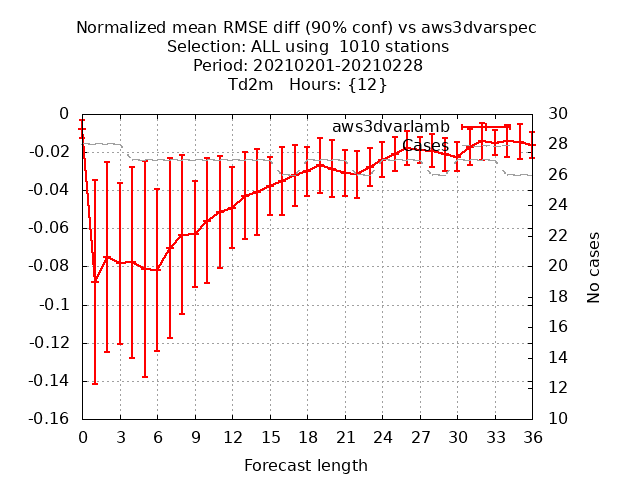 Normalized mean RMSE diff (90% conf) vs aws3dvarspec
Selection: ALL using  1010 stations
Period: 20210201-20210228
Td2m   Hours: {12}
aws3dvarlamb
Cases
0
-0.02
-0.04
-0.06
-0.08
-0.1
-0.12
-0.14
-0.16
30
28
26
24
22
20
18
16
14
12
10
No cases
0 3 6 9 12 15 18 21 24 27 30 33 36
Forecast length